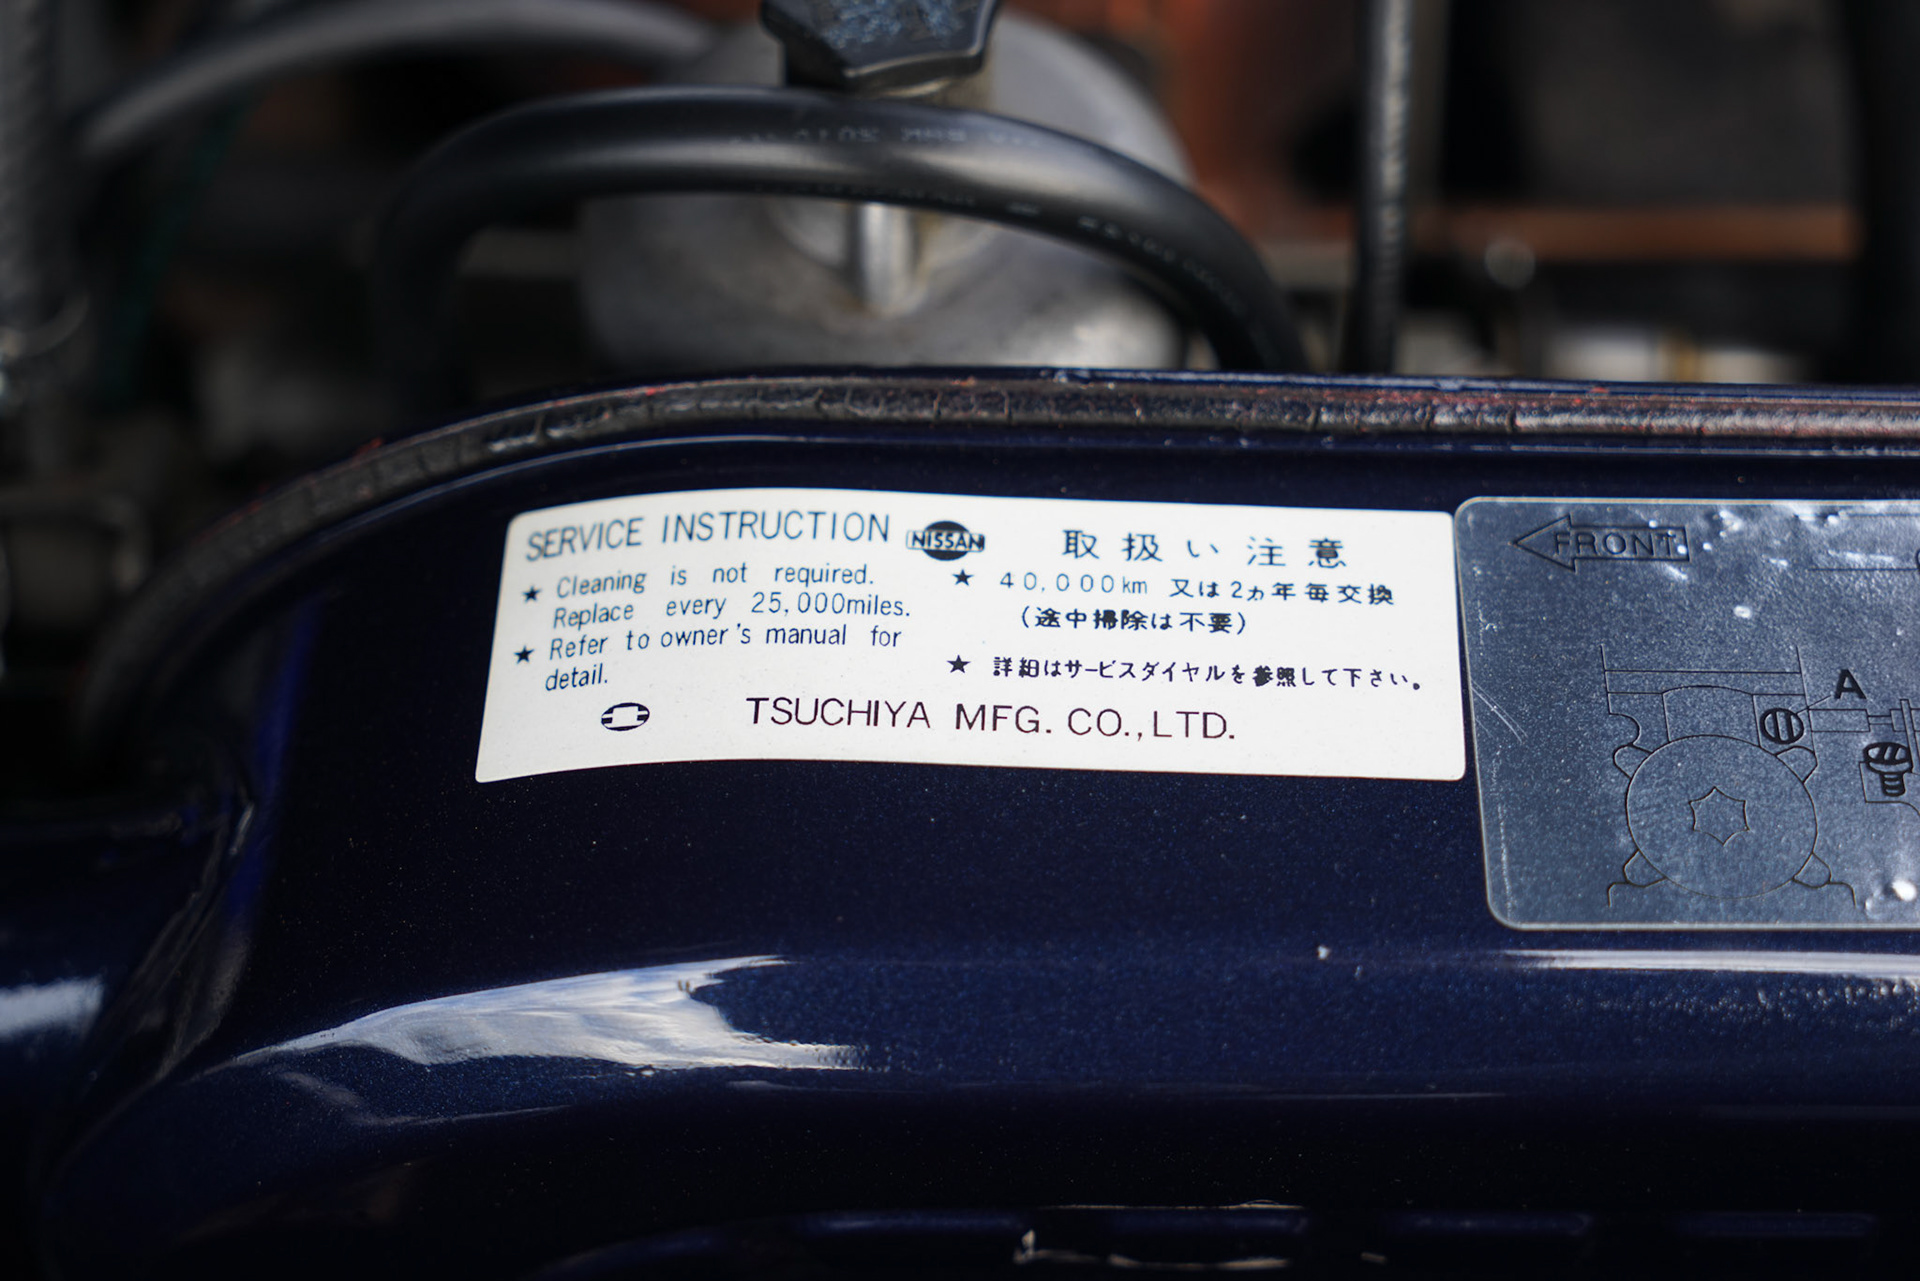 SERVICE INSTRUCTION
★ Cleaning is not required.
Replace every 25,000miles.
★ Refer to owner's manual for
detail.
NISSAN
取扱い注意
★ 40,000km 又は2ヵ年毎交換
(途中掃除は不要)
★ 詳細はサービスダイヤルを参照して下さい。
TSUCHIYA MFG. CO.,LTD.
FRONT
A